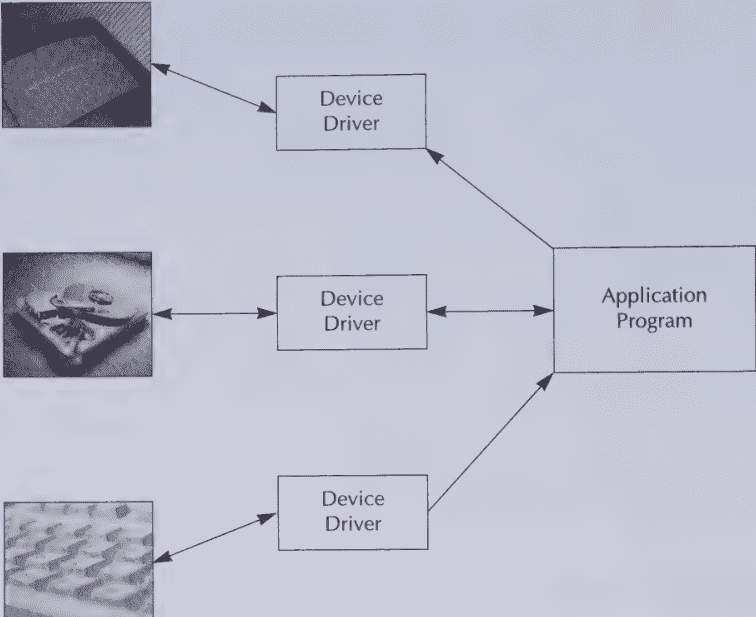 Device
Driver
Device
Driver
Application
Program
Device
Driver